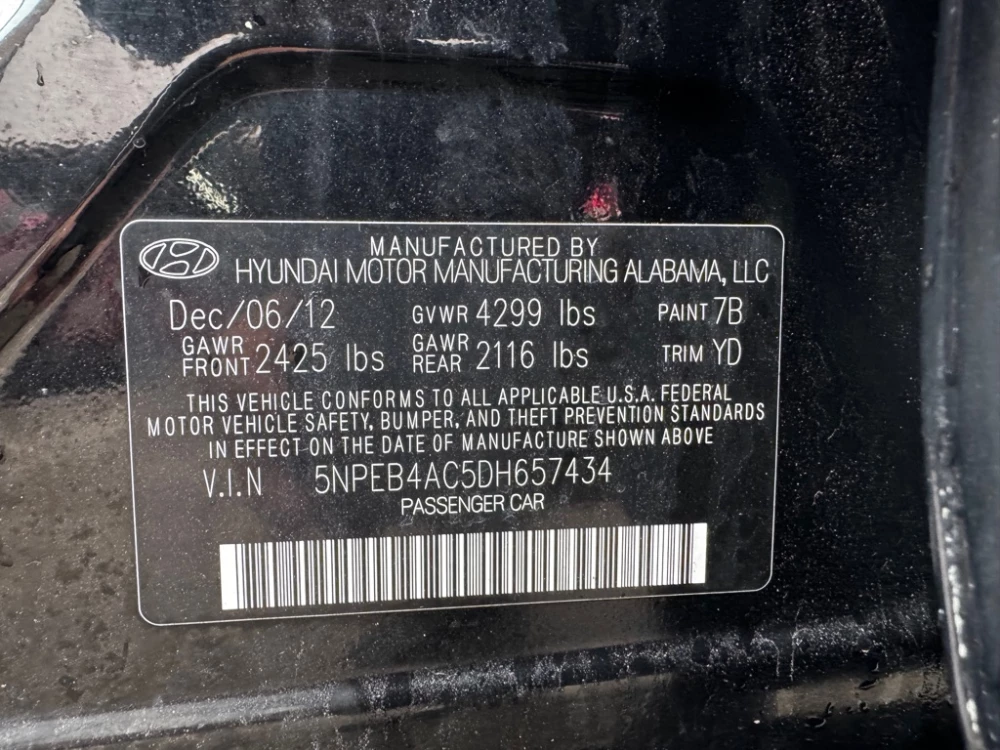 MANUFACTURED BY
HYUNDAI MOTOR MANUFACTURING ALABAMA, LLC
Dec/06/12 GVWR 4299 lbs PAINT 7B
GAWR FRONT 2425 lbs GAWR REAR 2116 lbs TRIM YD
THIS VEHICLE CONFORMS TO ALL APPLICABLE U.S.A. FEDERAL
MOTOR VEHICLE SAFETY, BUMPER, AND THEFT PREVENTION STANDARDS
IN EFFECT ON THE DATE OF MANUFACTURE SHOWN ABOVE
V.I.N 5NPEB4AC5DH657434
PASSENGER CAR